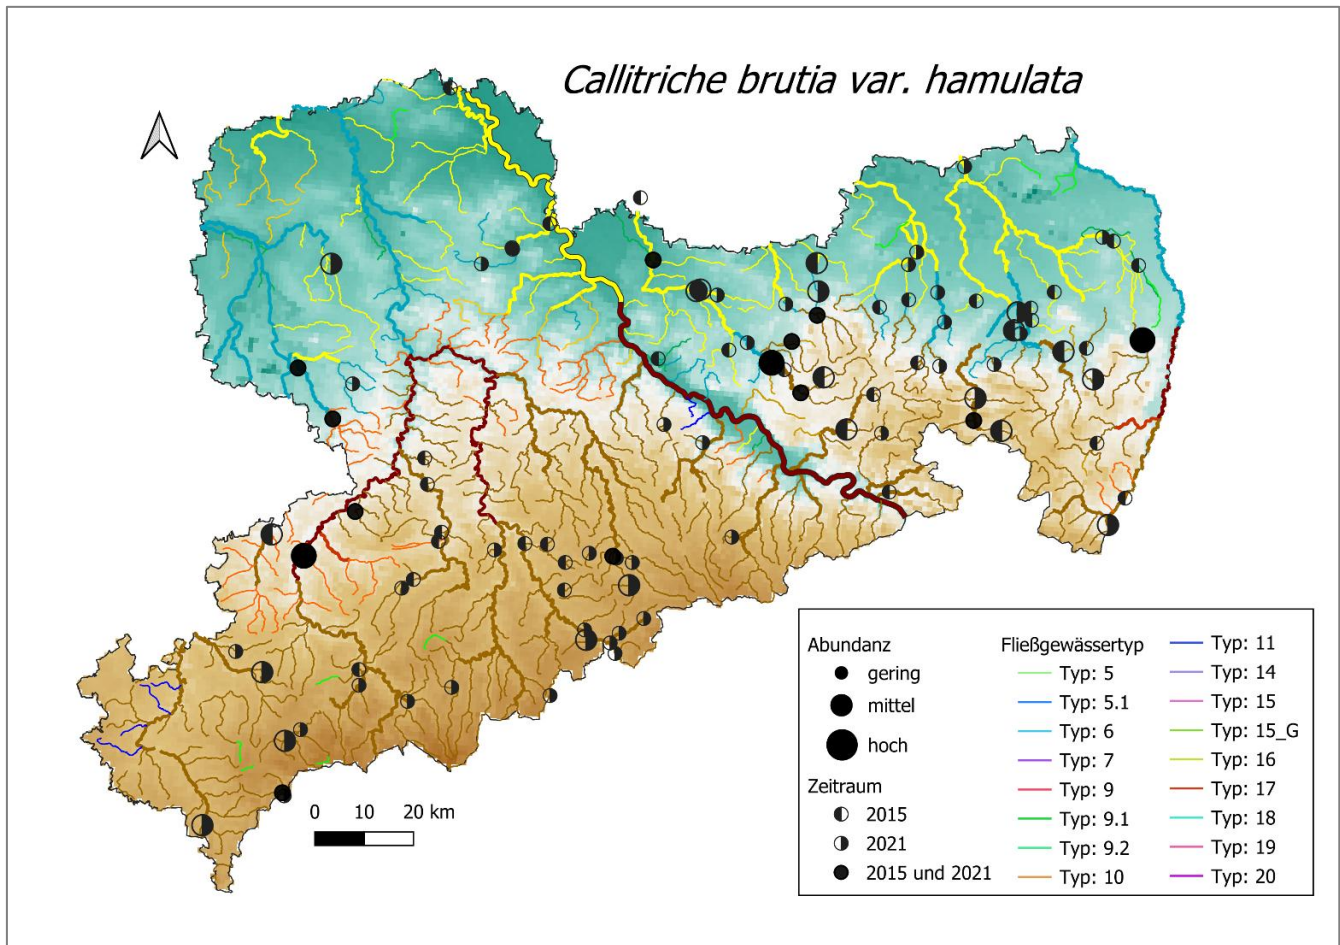 Callitriche brutia var. hamulata
Abundanz
gering
mittel
hoch
Zeitraum
2015
2021
2015 und 2021
Fließgewässertyp
Typ: 5
Typ: 5.1
Typ: 6
Typ: 7
Typ: 9
Typ: 9.1
Typ: 9.2
Typ: 10
Typ: 11
Typ: 14
Typ: 15
Typ: 15_G
Typ: 16
Typ: 17
Typ: 18
Typ: 19
Typ: 20
0 10 20 km